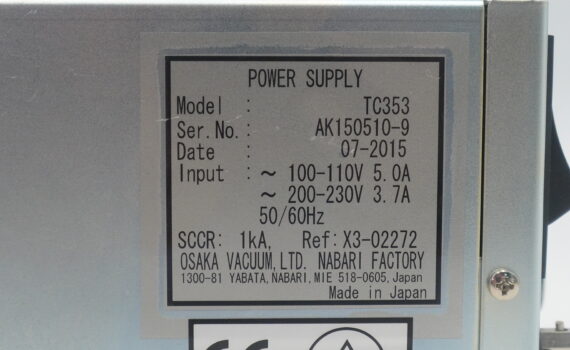 POWER SUPPLY
Model : TC353
Ser. No. : AK150510-9
Date : 07-2015
Input : ~ 100-110V 5.0A
~ 200-230V 3.7A
50/60Hz
SCCR: 1kA, Ref: X3-02272
OSAKA VACUUM, LTD. NABARI FACTORY
1300-81 YABATA, NABARI, MIE 518-0605, Japan
Made in Japan
CE